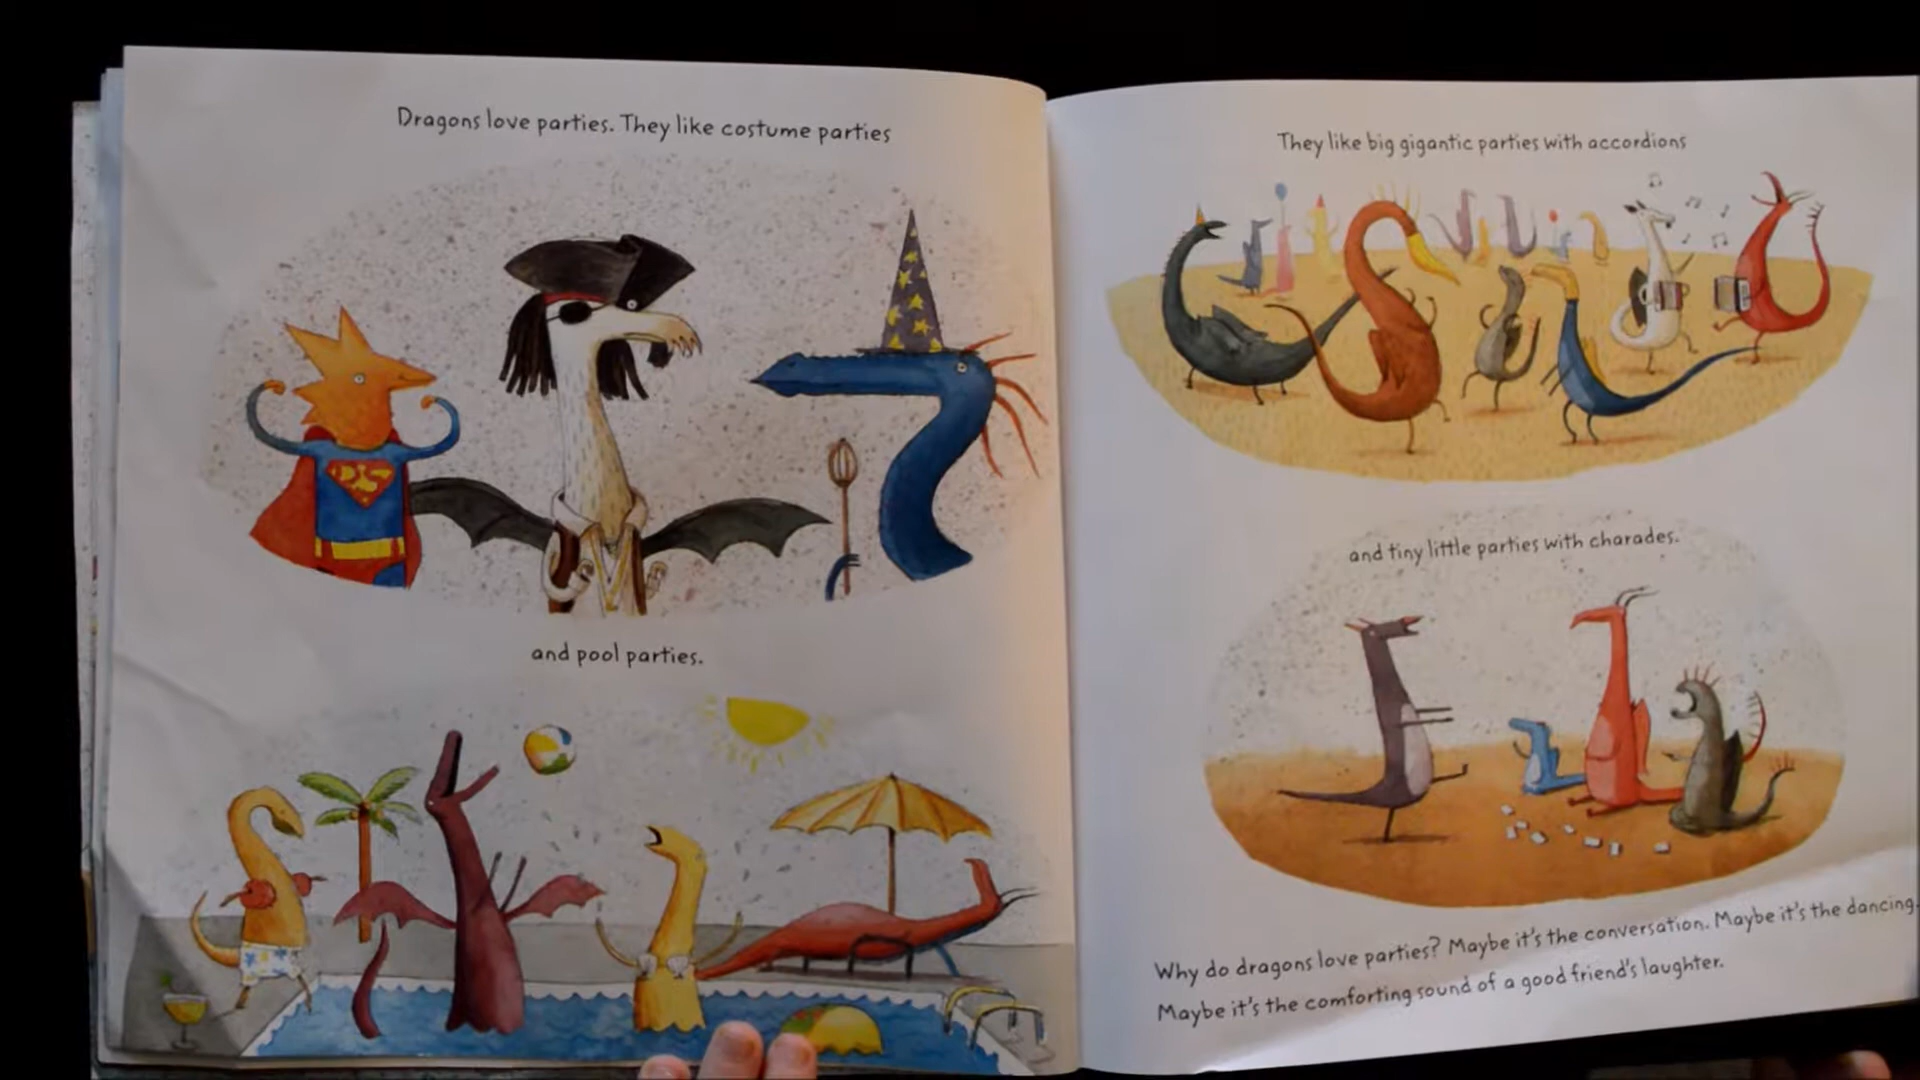 Dragons love parties. They like costume parties
DS
and pool parties.
They like big gigantic parties with accordions
and tiny little parties with charades.
Why do dragons love parties? Maybe it's the conversation. Maybe it's the dancing.
Maybe it's the comforting sound of a good friend's laughter.